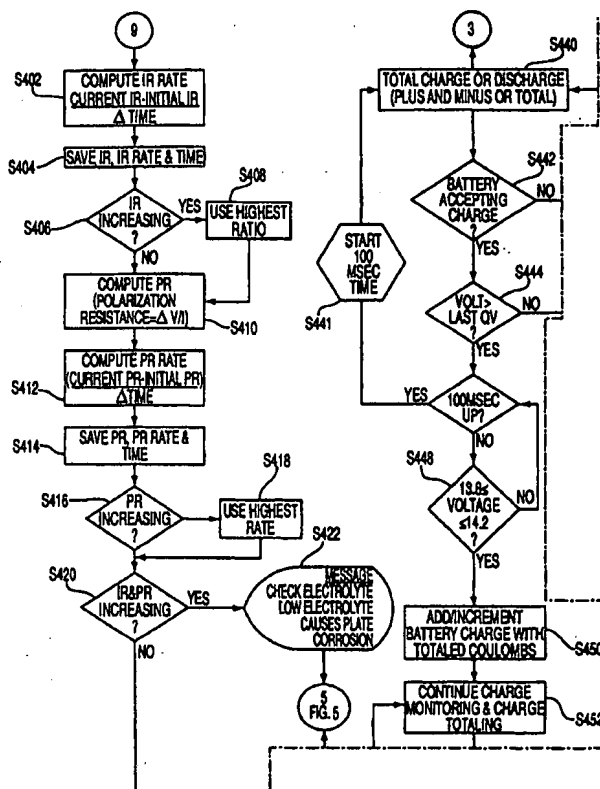 9
S402
COMPUTE IR RATE
CURRENT IR-INITIAL IR
Δ TIME
S404
SAVE IR, IR RATE & TIME
S406
IR
INCREASING
?
YES
NO
S408
USE HIGHEST
RATIO
COMPUTE PR
(POLARIZATION
RESISTANCE=Δ V/I)
S410
S412
COMPUTE PR RATE
(CURRENT PR-INITIAL PR)
ΔTIME
S414
SAVE PR, PR RATE &
TIME
S416
PR
INCREASING
?
S418
USE HIGHEST
RATE
S420
IR&PR
INCREASING
?
YES
NO
S422
MESSAGE
CHECK ELECTROLYTE
LOW ELECTROLYTE
CAUSES PLATE
CORROSION
5
FIG. 5
3
S440
TOTAL CHARGE OR DISCHARGE
(PLUS AND MINUS OR TOTAL)
S442
BATTERY
ACCEPTING
CHARGE
?
NO
YES
START
100
MSEC
TIME
S441
S444
VOLT>
LAST QV
?
NO
YES
100MSEC
UP?
YES
NO
S448
13.8≤
VOLTAGE
≤14.2
?
NO
YES
ADD/INCREMENT
BATTERY CHARGE WITH
TOTALED COULOMBS
S450
CONTINUE CHARGE
MONITORING & CHARGE
TOTALING
S452